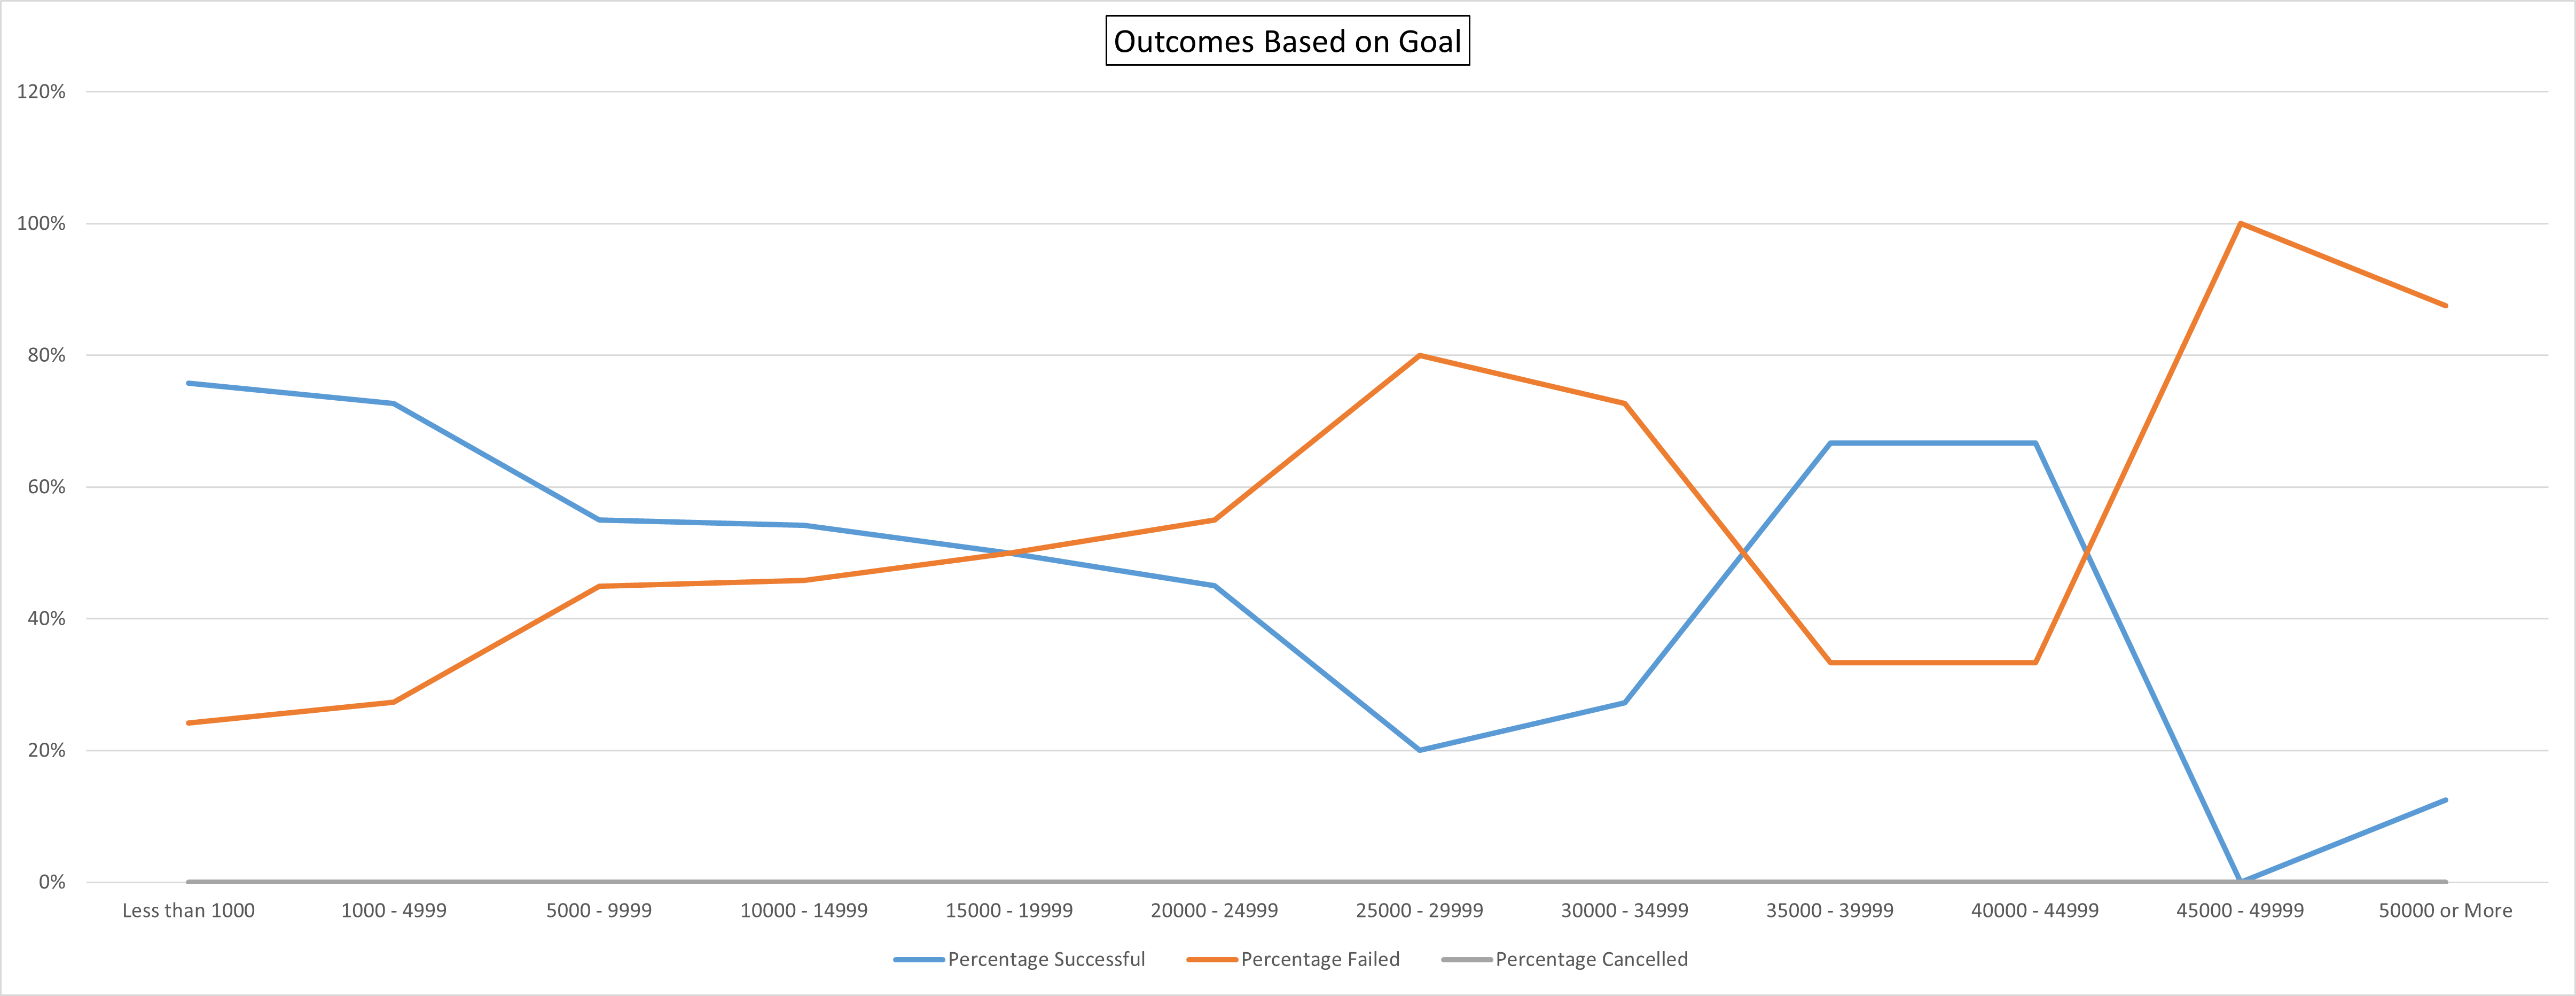 Outcomes Based on Goal
120%
100%
80%
60%
40%
20%
0%
Less than 1000 1000 - 4999 5000 - 9999 10000 - 14999 15000 - 19999 20000 - 24999 25000 - 29999 30000 - 34999 35000 - 39999 40000 - 44999 45000 - 49999 50000 or More
Percentage Successful Percentage Failed Percentage Cancelled